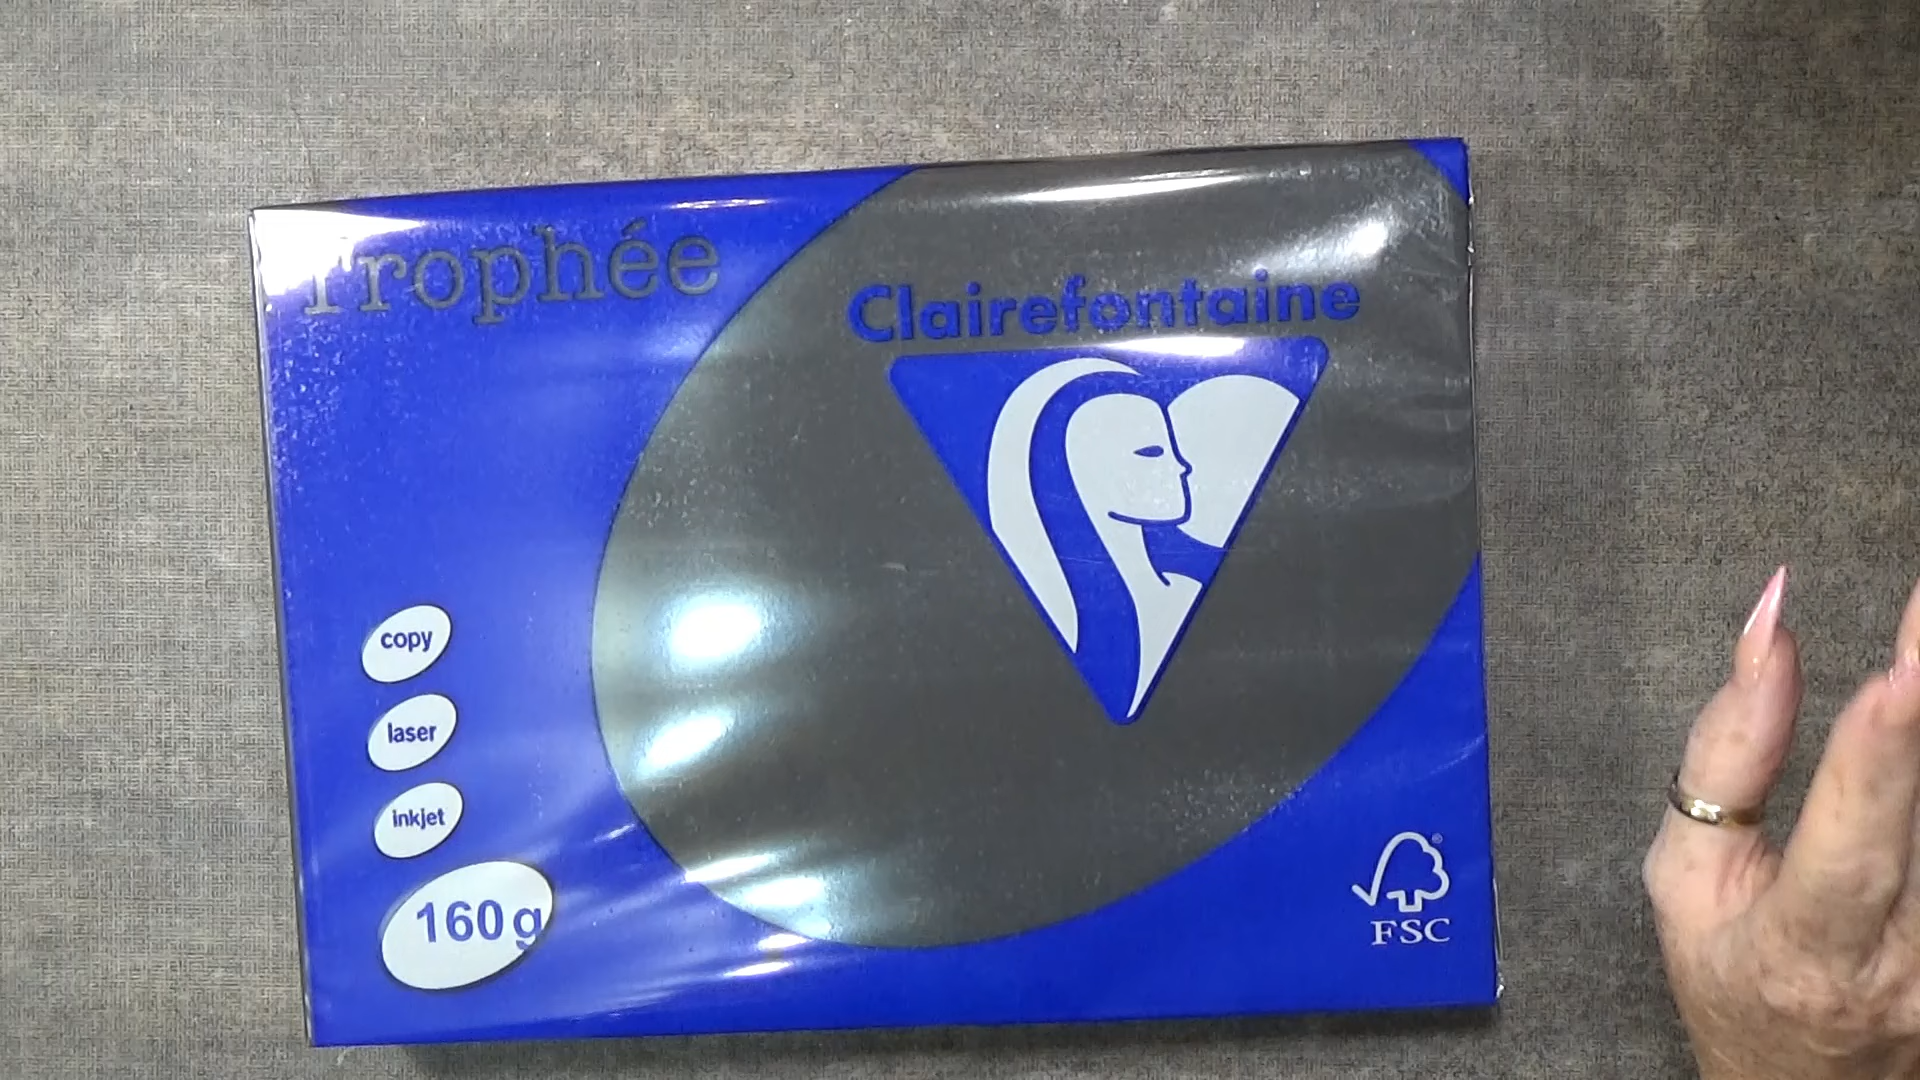 Trophée
Clairefontaine
copy
laser
inkjet
160 g
FSC